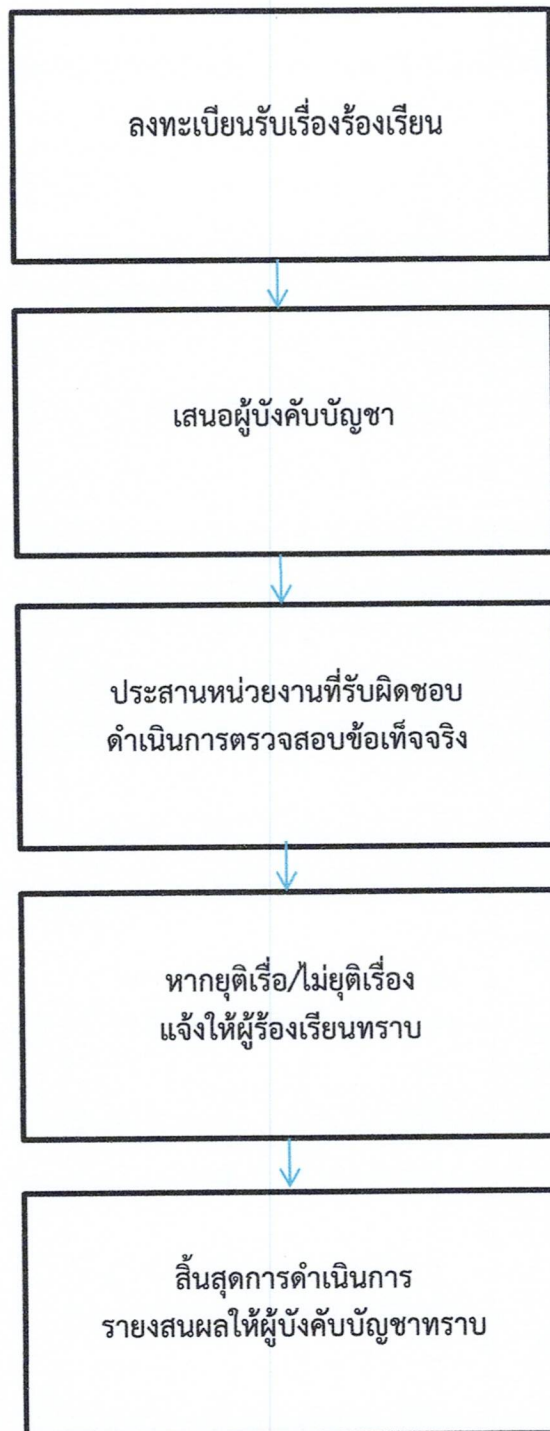 ลงทะเบียนรับเรื่องร้องเรียน
เสนอผู้บังคับบัญชา
ประสานหน่วยงานที่รับผิดชอบ
ดำเนินการตรวจสอบข้อเท็จจริง
หากยุติเรื่อ/ไม่ยุติเรื่อง
แจ้งให้ผู้ร้องเรียนทราบ
สิ้นสุดการดำเนินการ
รายงสนผลให้ผู้บังคับบัญชาทราบ